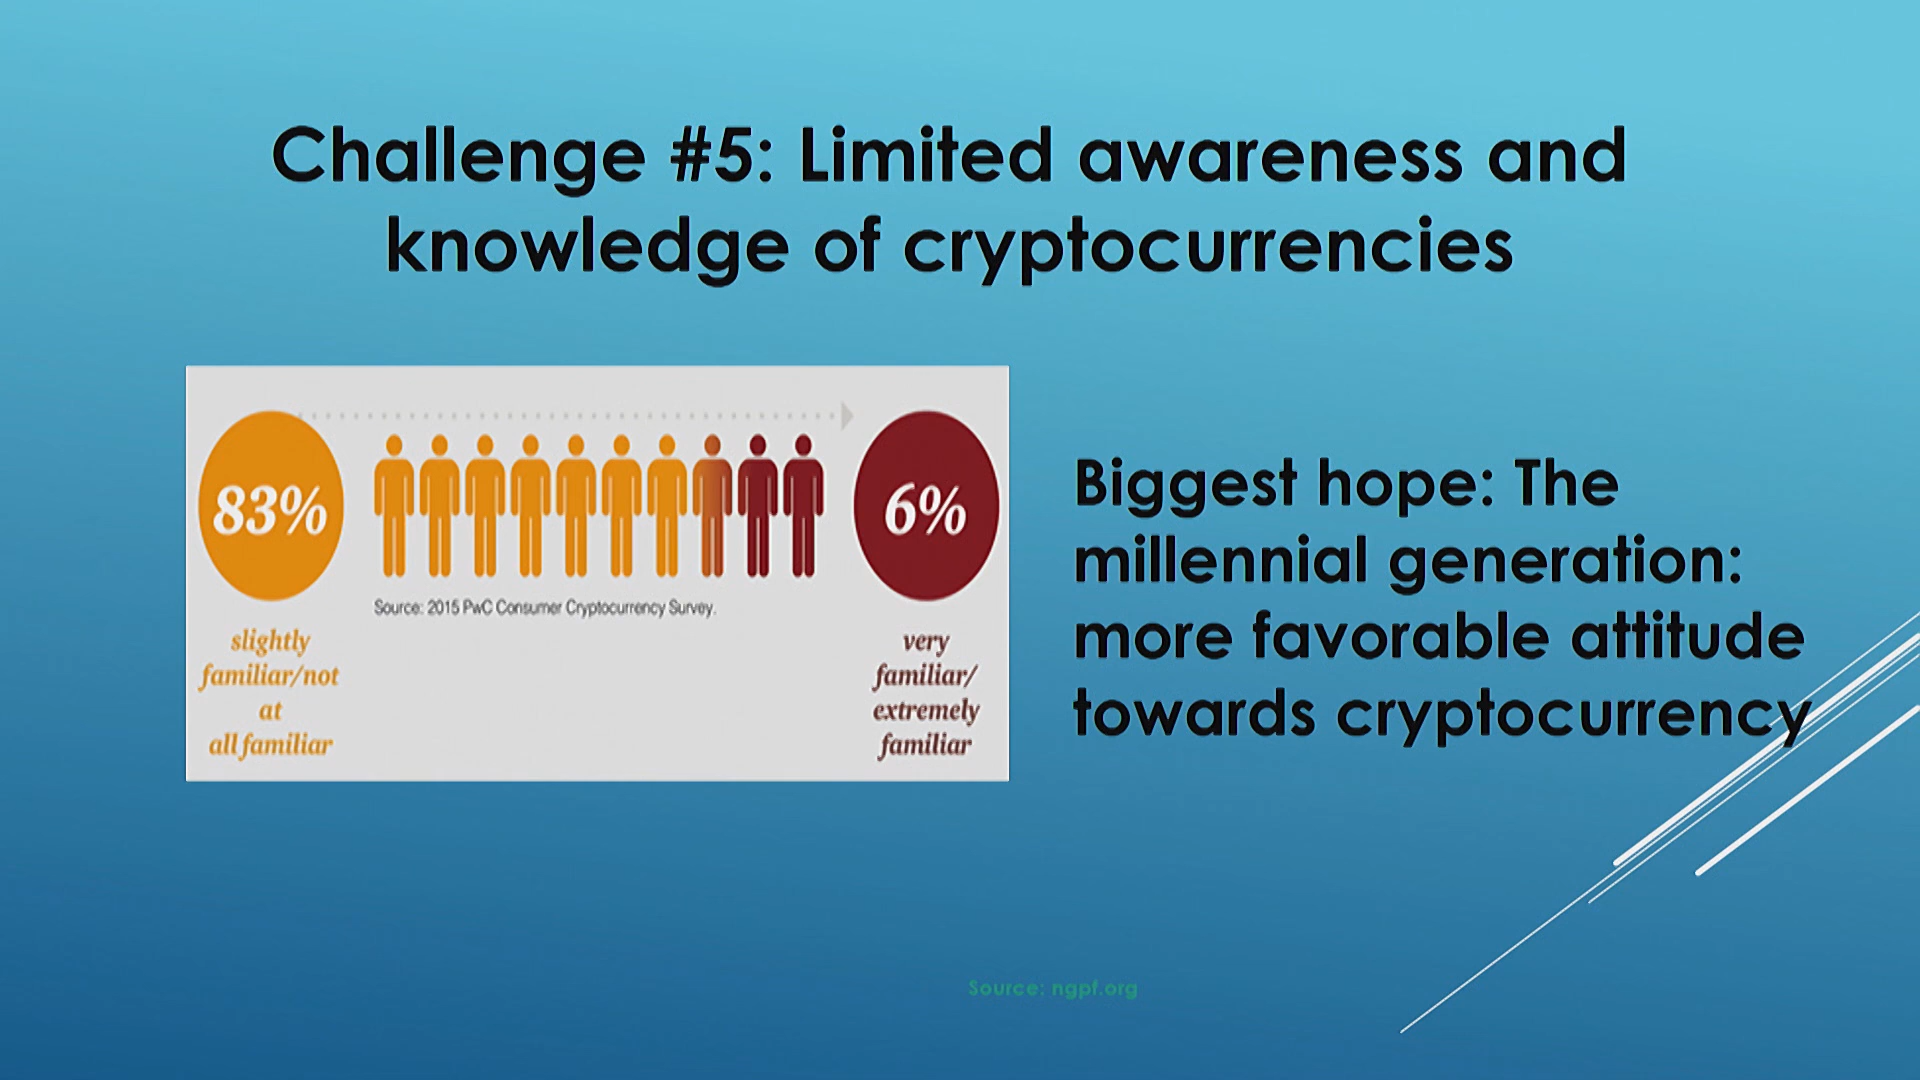 Challenge #5: Limited awareness and
knowledge of cryptocurrencies
83%
6%
Source: 2015 PwC Consumer Cryptocurrency Survey.
slightly
familiar/not
at
all familiar
very
familiar/
extremely
familiar
Biggest hope: The
millennial generation:
more favorable attitude
towards cryptocurrency
Source: ngpf.org